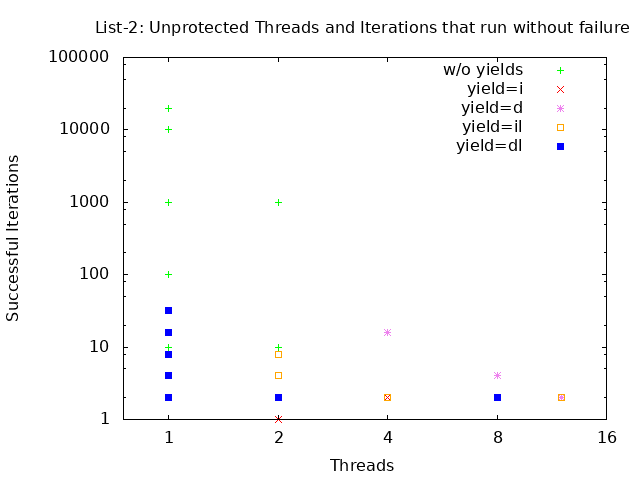 List-2: Unprotected Threads and Iterations that run without failure
100000
10000
1000
100
10
1
Successful Iterations
w/o yields
yield=i
yield=d
yield=il
yield=dl
1 2 4 8 16
Threads